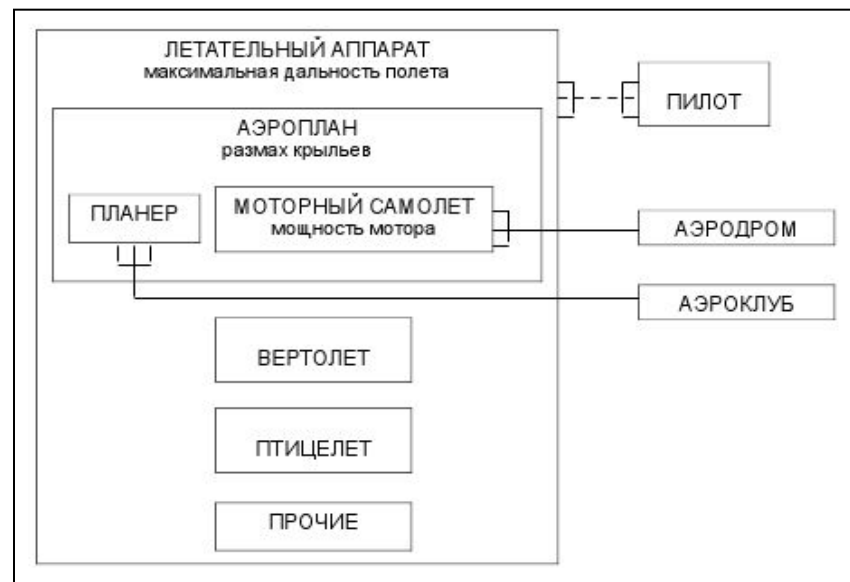 ЛЕТАТЕЛЬНЫЙ АППАРАТ
максимальная дальность полета
ПИЛОТ
АЭРОПЛАН
размах крыльев
ПЛАНЕР
МОТОРНЫЙ САМОЛЕТ
мощность мотора
АЭРОДРОМ
АЭРОКЛУБ
ВЕРТОЛЕТ
ПТИЦЕЛЕТ
ПРОЧИЕ